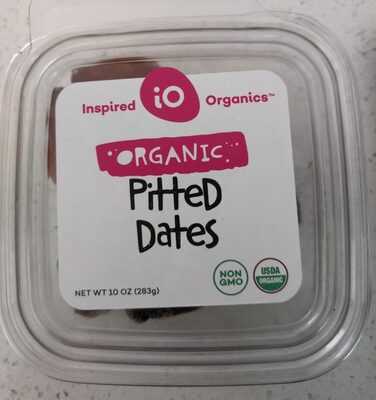 Inspired iO Organics™
ORGANIC
Pitted
Dates
NON
GMO
USDA
ORGANIC
NET WT 10 OZ (283g)